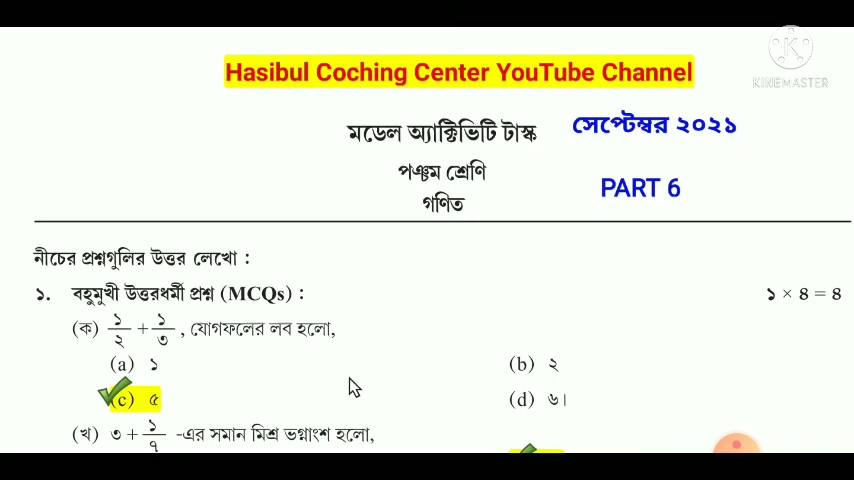 KINEMASTER
Hasibul Coching Center YouTube Channel
মডেল অ্যাক্টিভিটি টাস্ক সেপ্টেম্বর ২০২১
পঞ্চম শ্রেণি
PART 6
গণিত
নীচের প্রশ্নগুলির উত্তর লেখো :
১. বহুমুখী উত্তরধর্মী প্রশ্ন (MCQs) : ১ × 4 = 4
(ক) ১/২ + ১/৩ , যোগফলের লব হলো,
(a) ১ (b) ২
(c) ৫ (d) ৬।
(খ) ৩ + ১/৭ -এর সমান মিশ্র ভগ্নাংশ হলো,